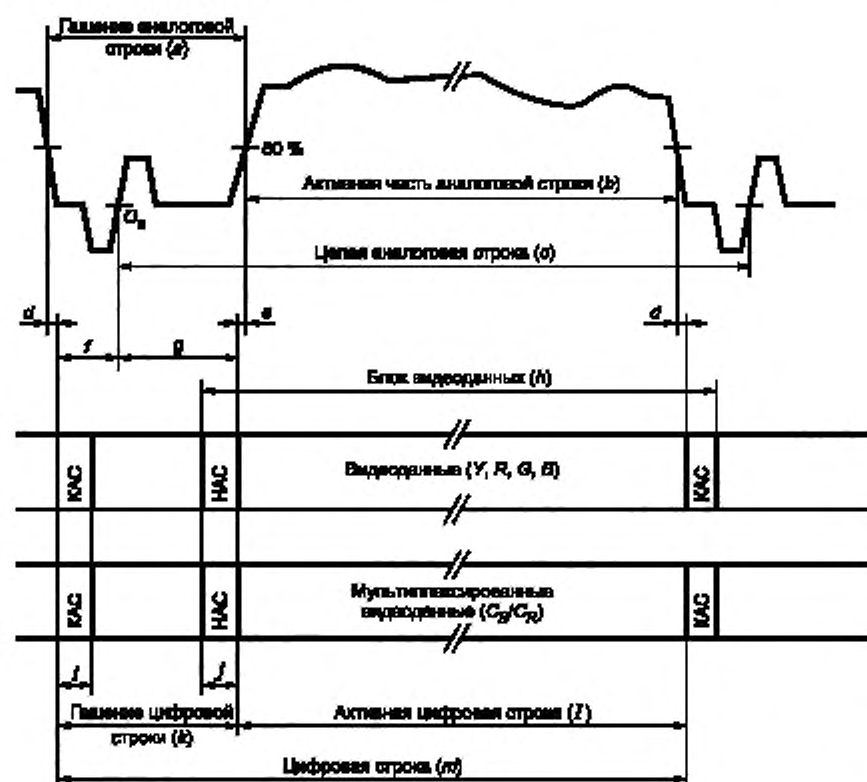 Гашение аналоговой
строки (a)
50 %
Активная часть аналоговой строки (b)
Целая аналоговая строка (c)
d
e
d
f
g
Блок видеоданных (h)
КАС
НАС
Видеоданные (Y, R, G, B)
КАС
КАС
НАС
Мультиплексированные
видеоданные (C_B/C_R)
КАС
i
j
Гашение цифровой
строки (k)
Активная цифровая строка (l)
Цифровая строка (m)